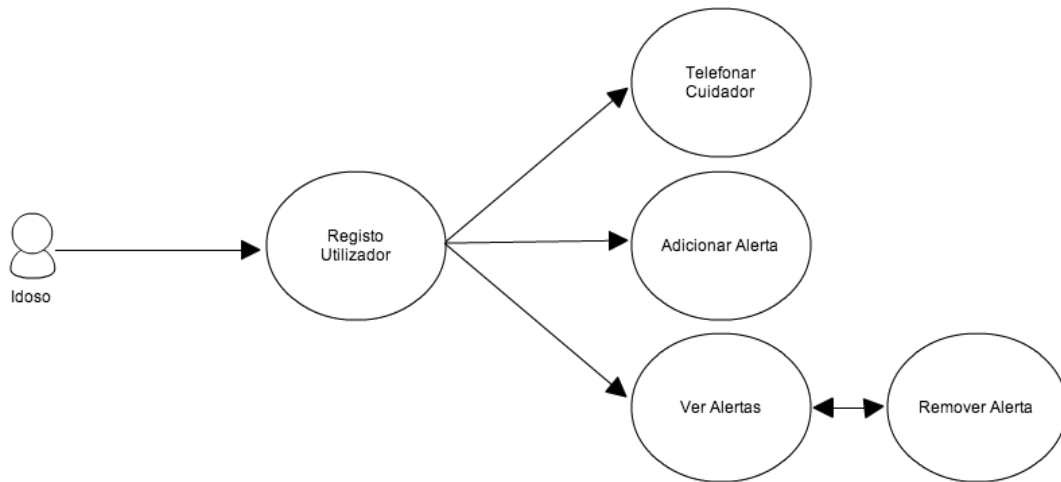 Telefonar
Cuidador
Registo
Utilizador
Adicionar Alerta
Idoso
Ver Alertas
Remover Alerta